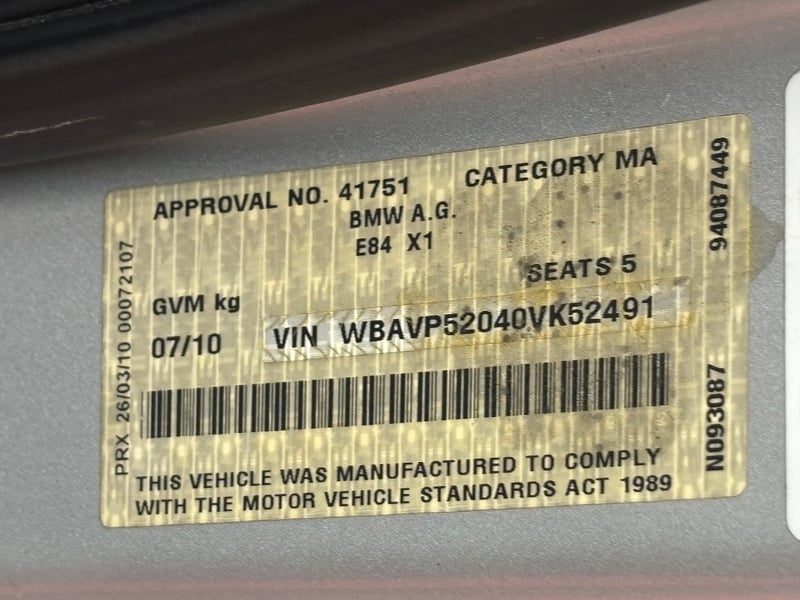 APPROVAL NO. 41751 CATEGORY MA
BMW A.G.
E84 X1
SEATS 5
GVM kg
07/10 VIN WBAVP52040VK52491
THIS VEHICLE WAS MANUFACTURED TO COMPLY
WITH THE MOTOR VEHICLE STANDARDS ACT 1989
PRX 26/03/10 00072107
N093087 94087449